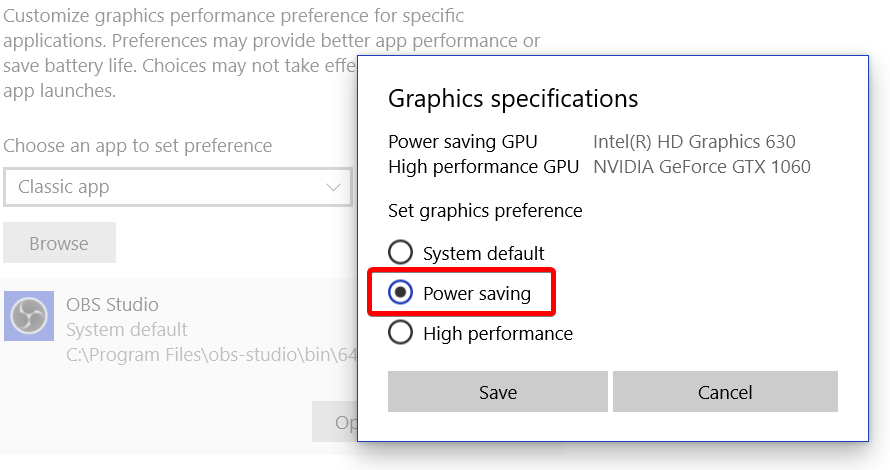 Customize graphics performance preference for specific
applications. Preferences may provide better app performance or
save battery life. Choices may not take effe
app launches.
Choose an app to set preference
Classic app
Browse
OBS Studio
System default
C:\Program Files\obs-studio\bin\64
Op
Graphics specifications
Power saving GPU Intel(R) HD Graphics 630
High performance GPU NVIDIA GeForce GTX 1060
Set graphics preference
System default
Power saving
High performance
Save Cancel